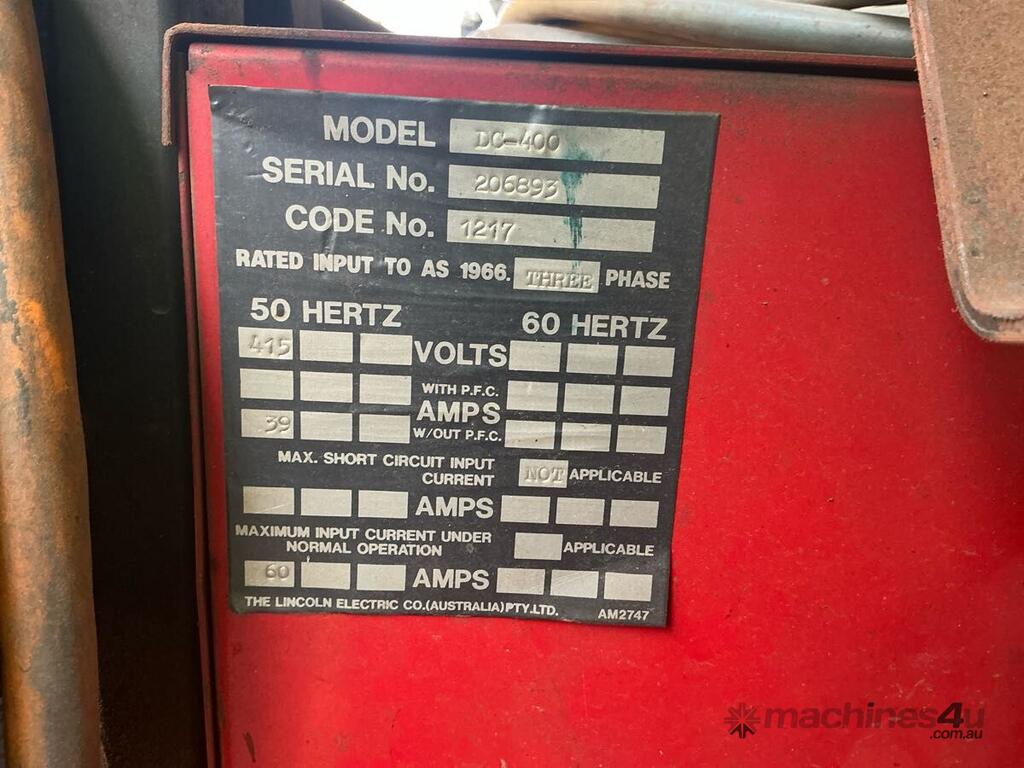 MODEL DC-400
SERIAL No. 206893
CODE No. 1217
RATED INPUT TO AS 1966. THREE PHASE
50 HERTZ 60 HERTZ
415 VOLTS
WITH P.F.C.
AMPS
39 W/OUT P.F.C.
MAX. SHORT CIRCUIT INPUT
CURRENT NOT APPLICABLE
AMPS
MAXIMUM INPUT CURRENT UNDER
NORMAL OPERATION APPLICABLE
60 AMPS
THE LINCOLN ELECTRIC CO.(AUSTRALIA)PTY.LTD. AM2747
machines4u
.com.au